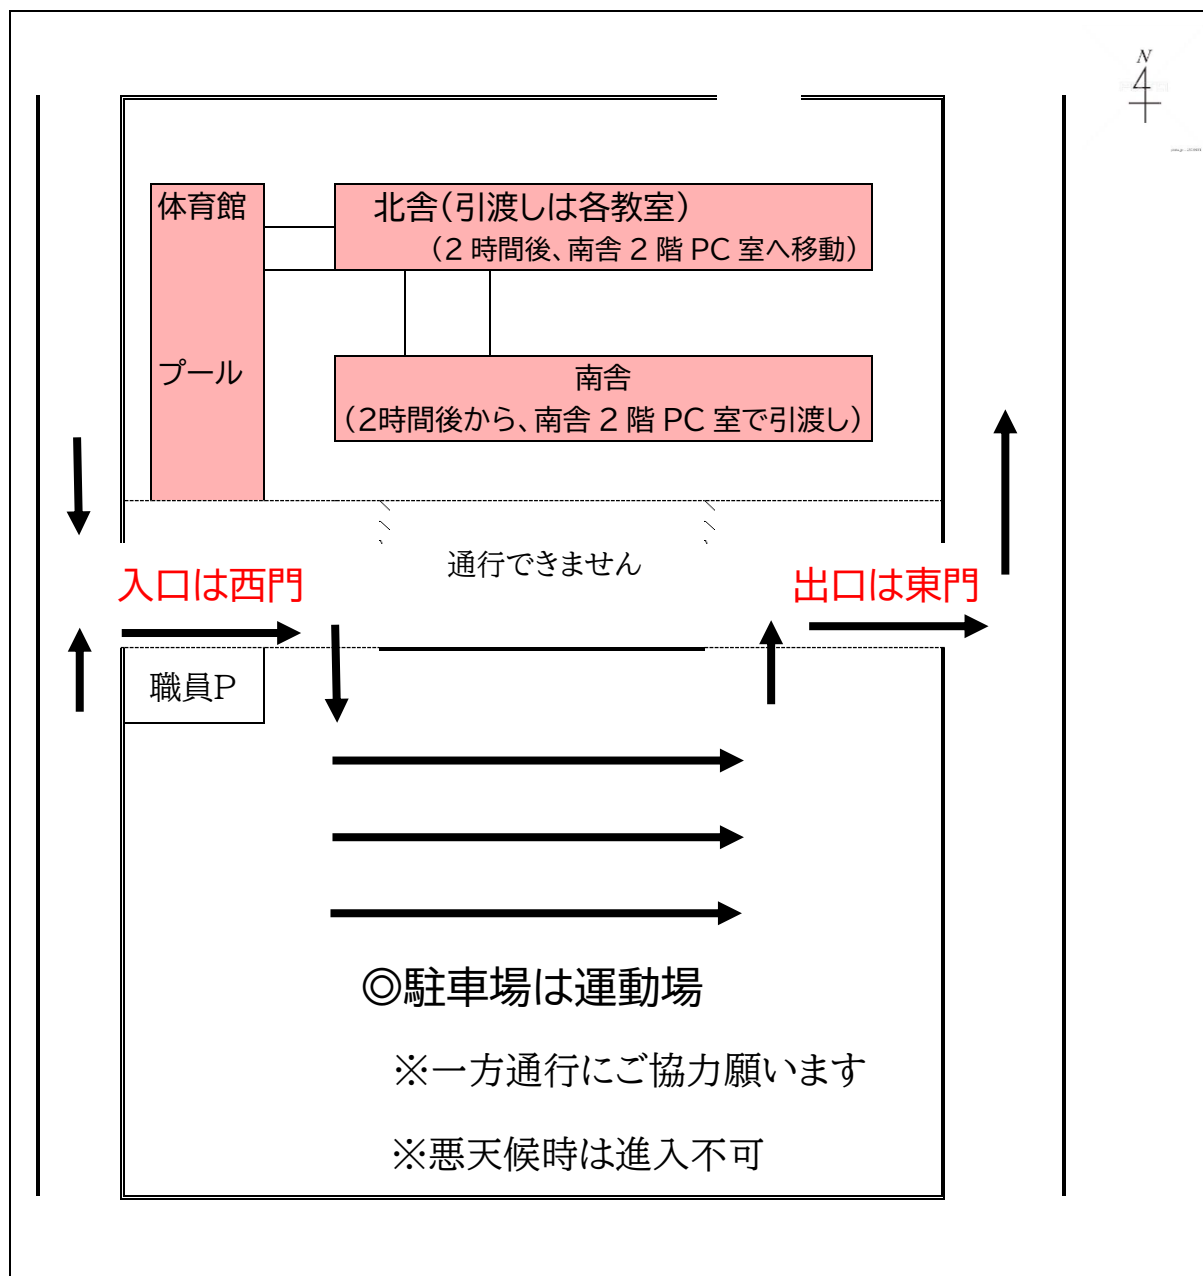 N
体育館
北舎(引渡しは各教室)
(2 時間後、南舎 2 階 PC 室へ移動)
プール
南舎
(2時間後から、南舎 2 階 PC 室で引渡し)
通行できません
入口は西門
出口は東門
職員P
◎駐車場は運動場
※一方通行にご協力願います
※悪天候時は進入不可